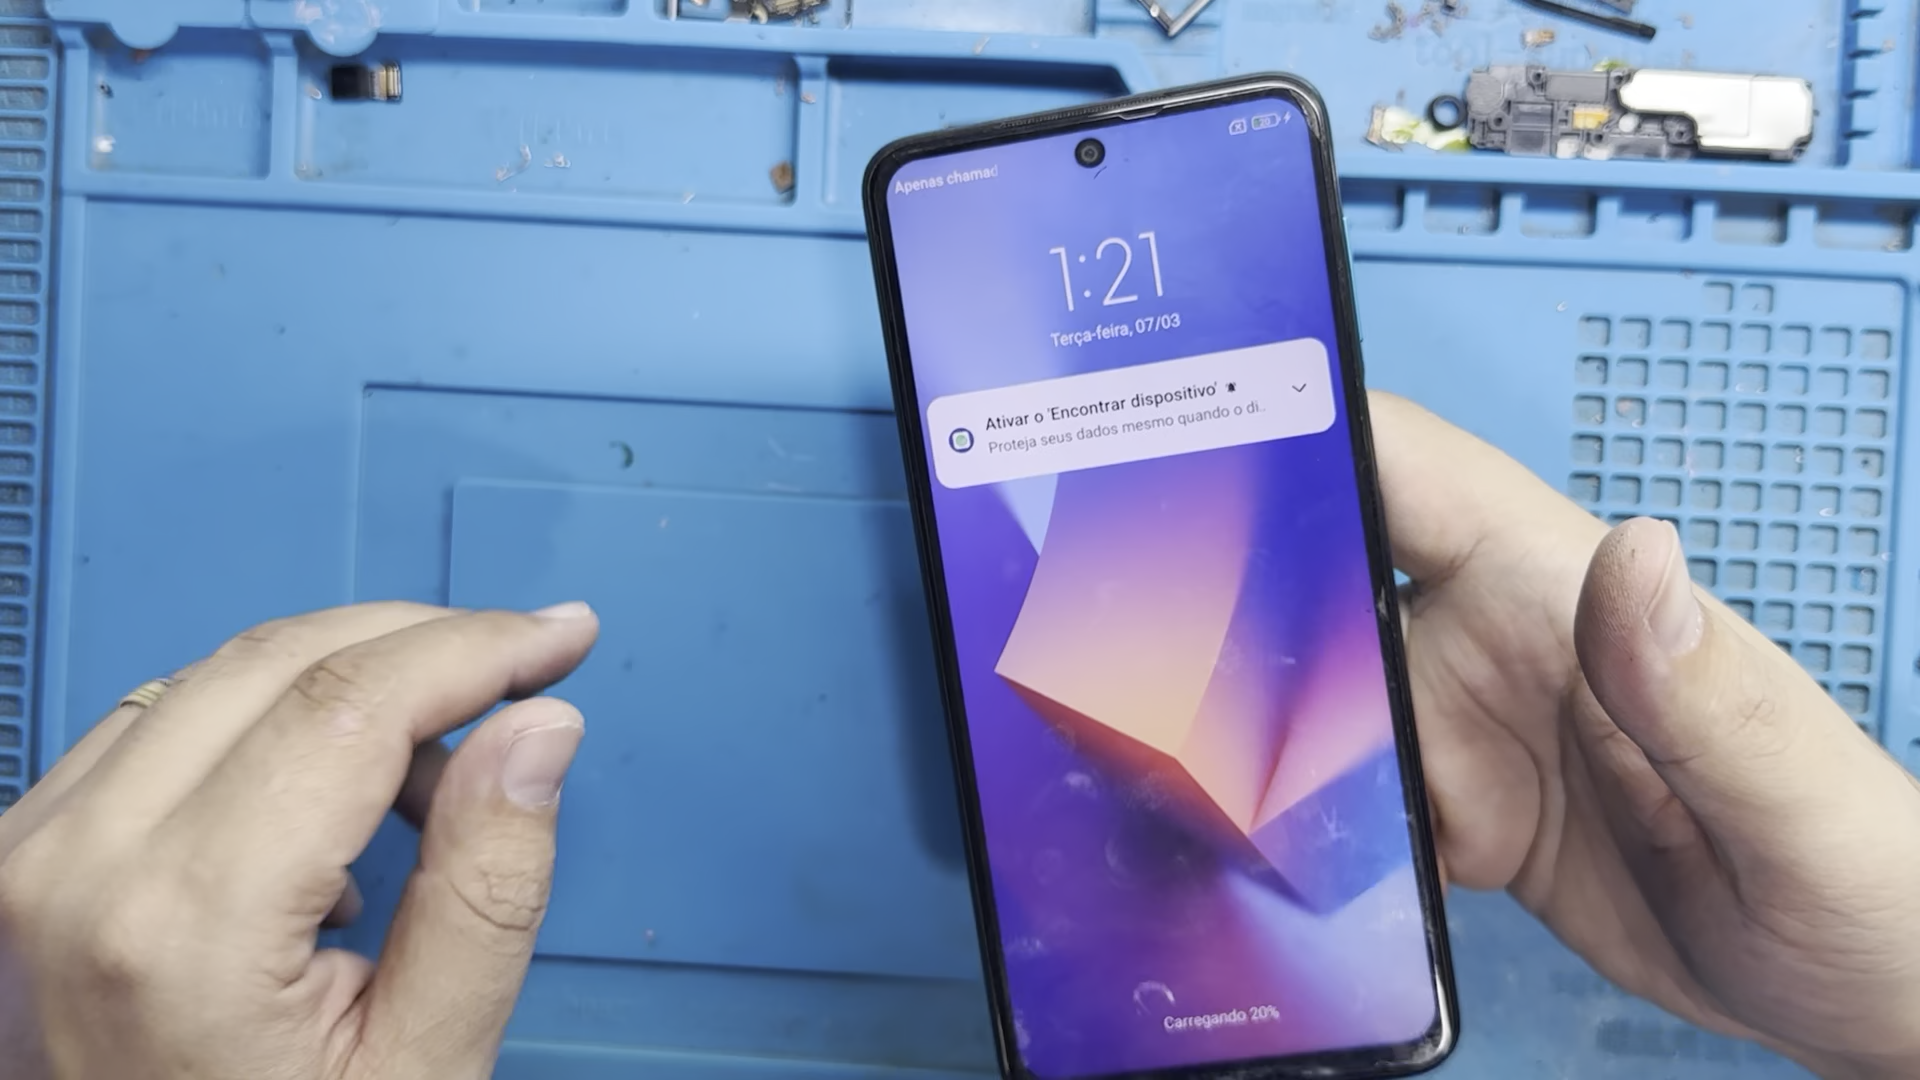 Apenas chamad
20
1:21
Terça-feira, 07/03
Ativar o 'Encontrar dispositivo'
Proteja seus dados mesmo quando o di..
Carregando 20%